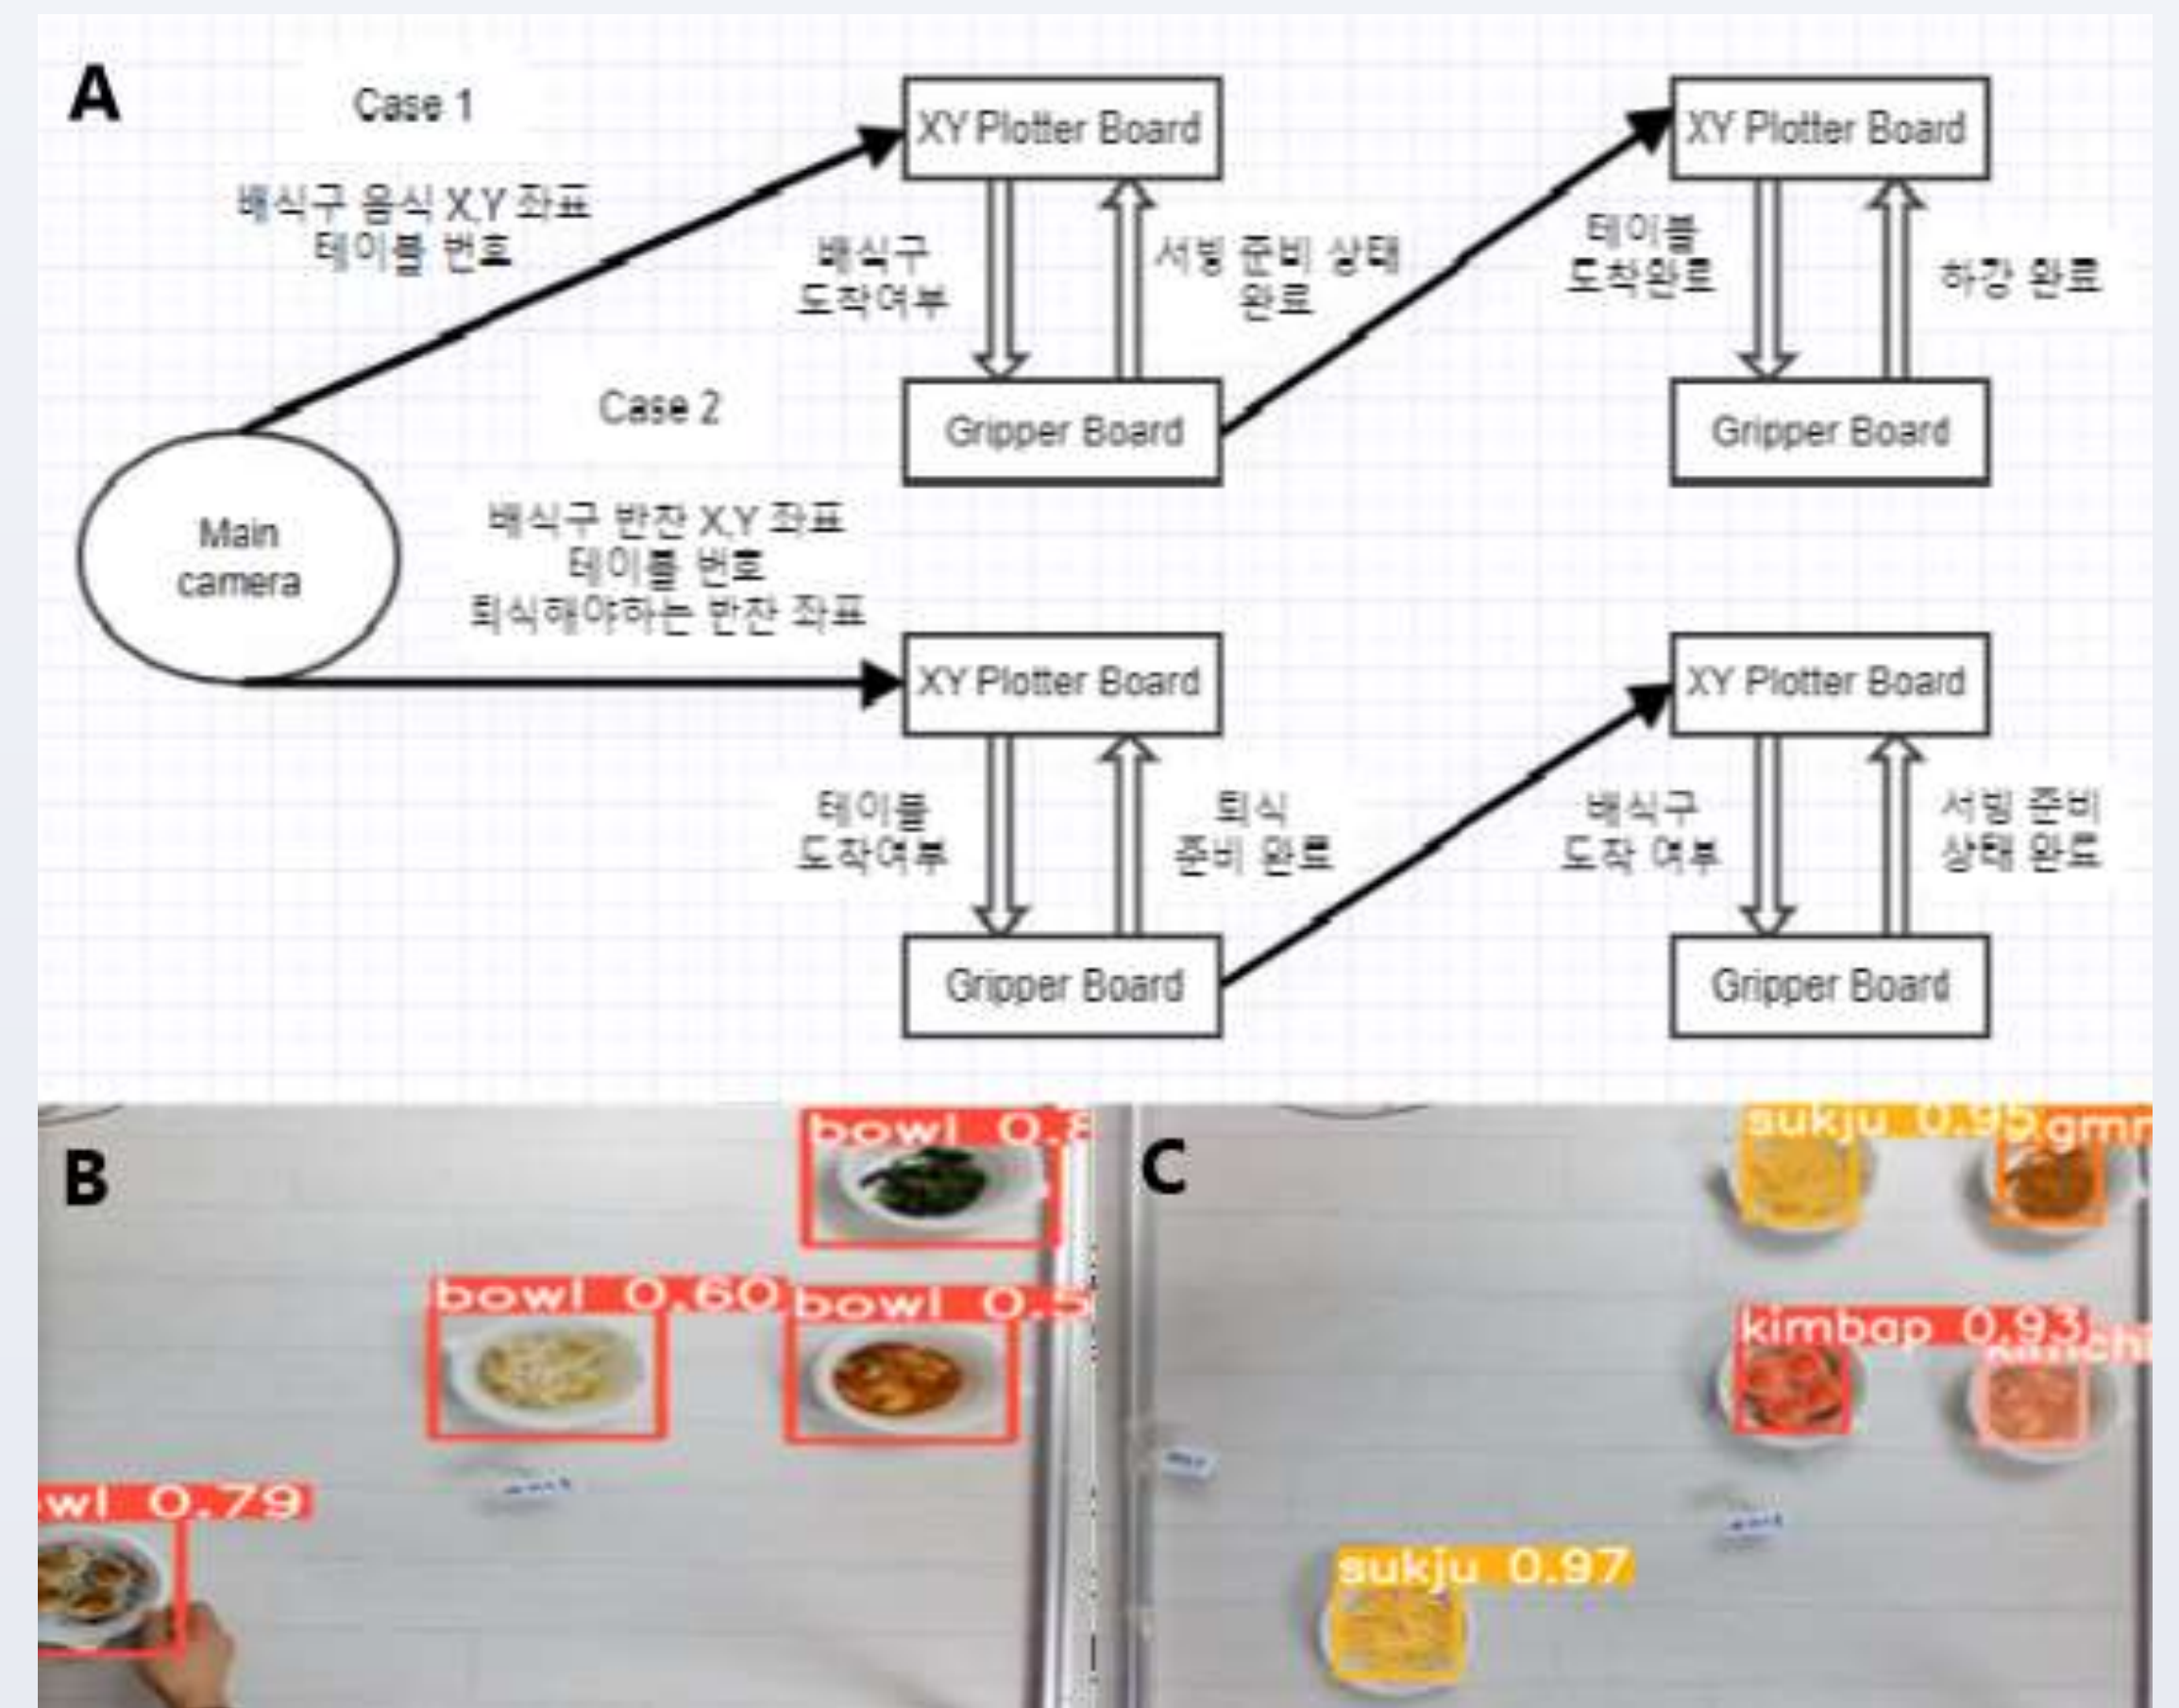 A
Case 1
배식구 음식 X,Y 좌표
테이블 번호
XY Plotter Board
배식구
도착여부
서빙 준비 상태
완료
Gripper Board
XY Plotter Board
테이블
도착완료
하강 완료
Gripper Board
Main
camera
Case 2
배식구 반찬 X,Y 좌표
테이블 번호
퇴식해야하는 반찬 좌표
XY Plotter Board
테이블
도착여부
퇴식
준비 완료
Gripper Board
XY Plotter Board
배식구
도착 여부
서빙 준비
상태 완료
Gripper Board
B
bowl 0.8
bowl 0.60
bowl 0.5
wl 0.79
C
sukju 0.95
kimbap 0.93
sukju 0.97